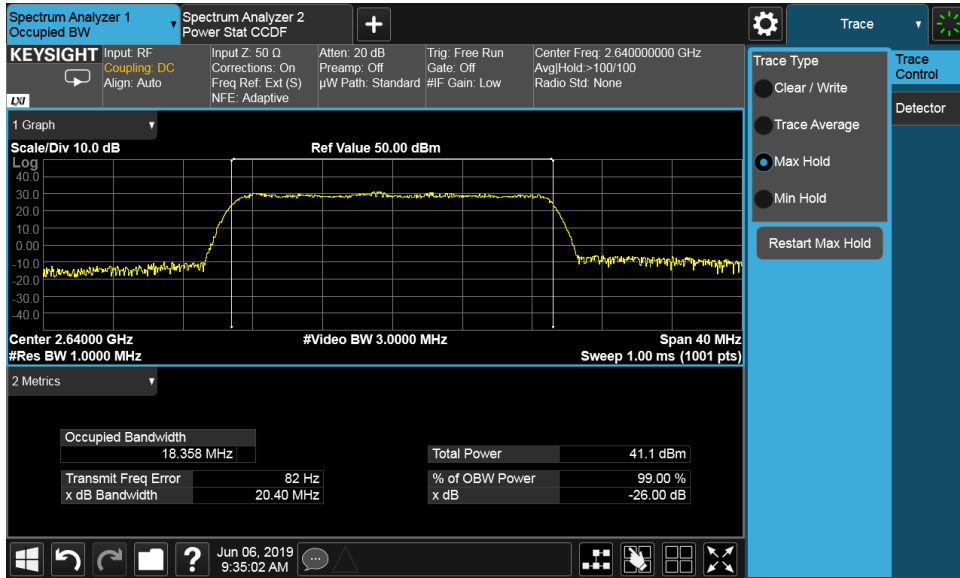 Spectrum Analyzer 1
Occupied BW
Spectrum Analyzer 2
Power Stat CCDF
Trace
KEYSIGHT
LXI
Input: RF
Coupling: DC
Align: Auto
Input Z: 50 Ω
Corrections: On
Freq Ref: Ext (S)
NFE: Adaptive
Atten: 20 dB
Preamp: Off
µW Path: Standard
Trig: Free Run
Gate: Off
#IF Gain: Low
Center Freq: 2.640000000 GHz
Avg|Hold:>100/100
Radio Std: None
1 Graph
Scale/Div 10.0 dB
Ref Value 50.00 dBm
Log
40.0
30.0
20.0
10.0
0.00
-10.0
-20.0
-30.0
-40.0
Center 2.64000 GHz
#Video BW 3.0000 MHz
Span 40 MHz
#Res BW 1.0000 MHz
Sweep 1.00 ms (1001 pts)
2 Metrics
Occupied Bandwidth
18.358 MHz
Total Power 41.1 dBm
Transmit Freq Error 82 Hz
% of OBW Power 99.00 %
x dB Bandwidth 20.40 MHz
x dB -26.00 dB
Jun 06, 2019
9:35:02 AM
Trace Type
Clear / Write
Trace Average
Max Hold
Min Hold
Restart Max Hold
Trace
Control
Detector